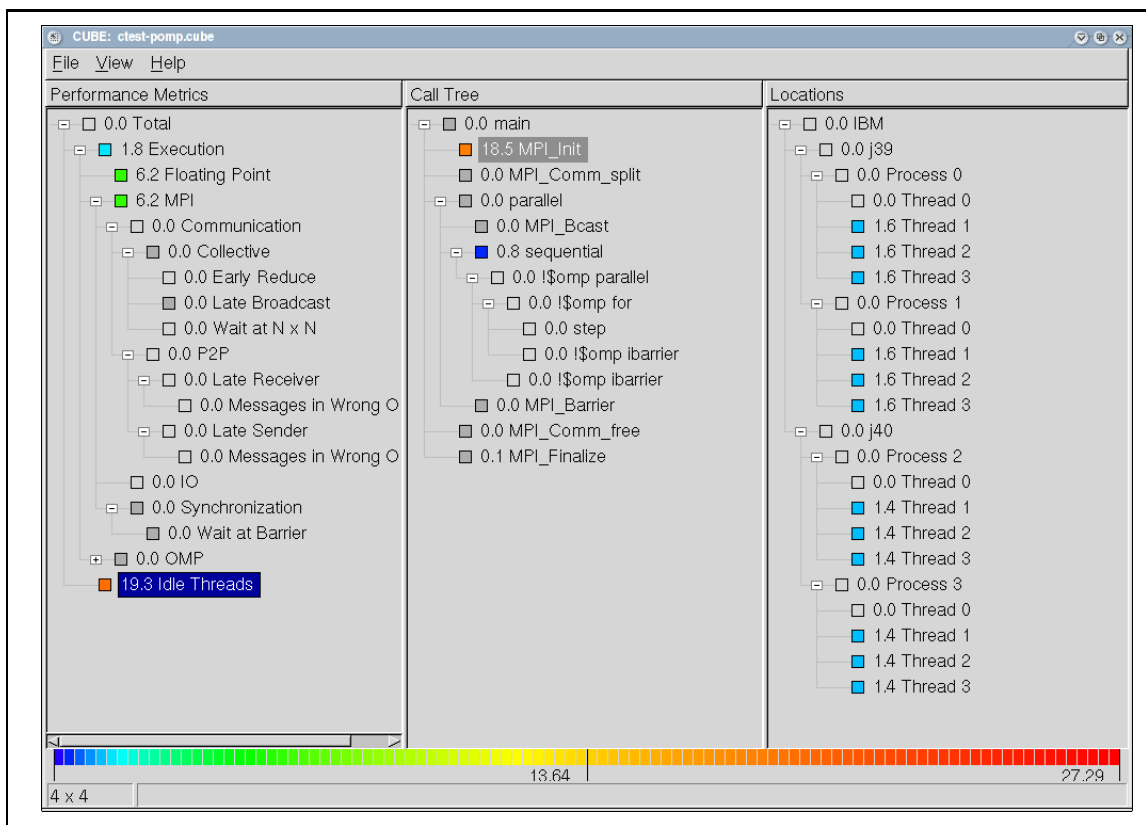 CUBE: ctest-pomp.cube
File View Help
Performance Metrics
0.0 Total
1.8 Execution
6.2 Floating Point
6.2 MPI
0.0 Communication
0.0 Collective
0.0 Early Reduce
0.0 Late Broadcast
0.0 Wait at N x N
0.0 P2P
0.0 Late Receiver
0.0 Messages in Wrong O
0.0 Late Sender
0.0 Messages in Wrong O
0.0 IO
0.0 Synchronization
0.0 Wait at Barrier
0.0 OMP
19.3 Idle Threads
Call Tree
0.0 main
18.5 MPI_Init
0.0 MPI_Comm_split
0.0 parallel
0.0 MPI_Bcast
0.8 sequential
0.0 !$omp parallel
0.0 !$omp for
0.0 step
0.0 !$omp ibarrier
0.0 !$omp ibarrier
0.0 MPI_Barrier
0.0 MPI_Comm_free
0.1 MPI_Finalize
Locations
0.0 IBM
0.0 j39
0.0 Process 0
0.0 Thread 0
1.6 Thread 1
1.6 Thread 2
1.6 Thread 3
0.0 Process 1
0.0 Thread 0
1.6 Thread 1
1.6 Thread 2
1.6 Thread 3
0.0 j40
0.0 Process 2
0.0 Thread 0
1.4 Thread 1
1.4 Thread 2
1.4 Thread 3
0.0 Process 3
0.0 Thread 0
1.4 Thread 1
1.4 Thread 2
1.4 Thread 3
13.64 27.29
4 x 4